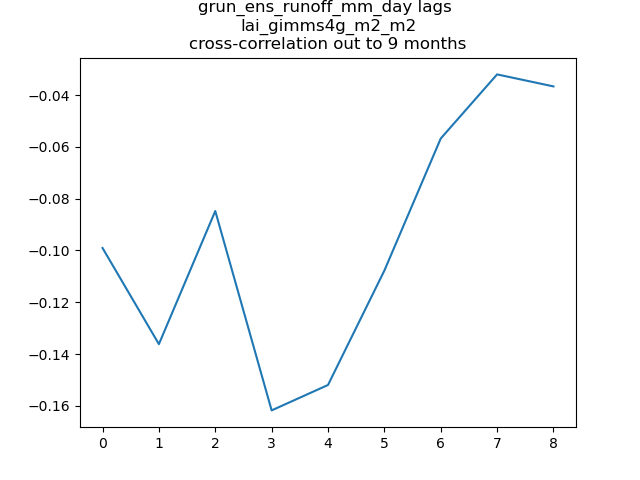 grun_ens_runoff_mm_day lags
lai_gimms4g_m2_m2
cross-correlation out to 9 months
−0.04
−0.06
−0.08
−0.10
−0.12
−0.14
−0.16
0 1 2 3 4 5 6 7 8